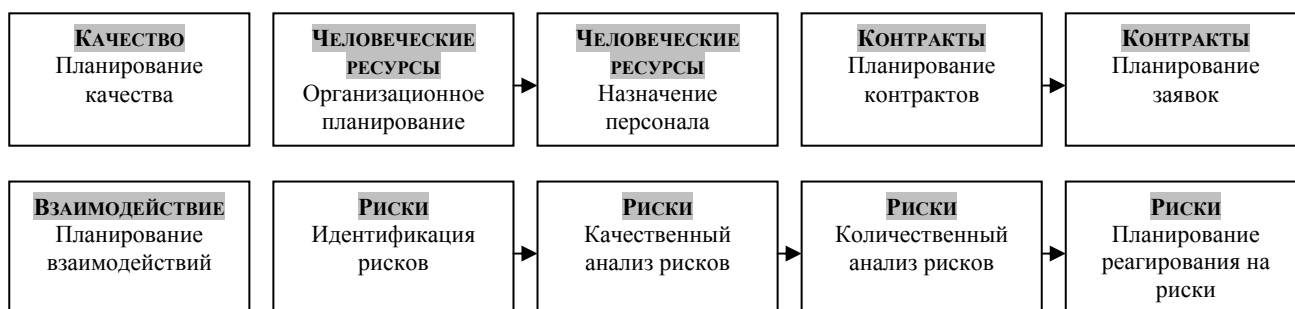 КАЧЕСТВО
Планирование
качества
ЧЕЛОВЕЧЕСКИЕ
РЕСУРСЫ
Организационное
планирование
ЧЕЛОВЕЧЕСКИЕ
РЕСУРСЫ
Назначение
персонала
КОНТРАКТЫ
Планирование
контрактов
КОНТРАКТЫ
Планирование
заявок
ВЗАИМОДЕЙСТВИЕ
Планирование
взаимодействий
РИСКИ
Идентификация
рисков
РИСКИ
Качественный
анализ рисков
РИСКИ
Количественный
анализ рисков
РИСКИ
Планирование
реагирования на
риски